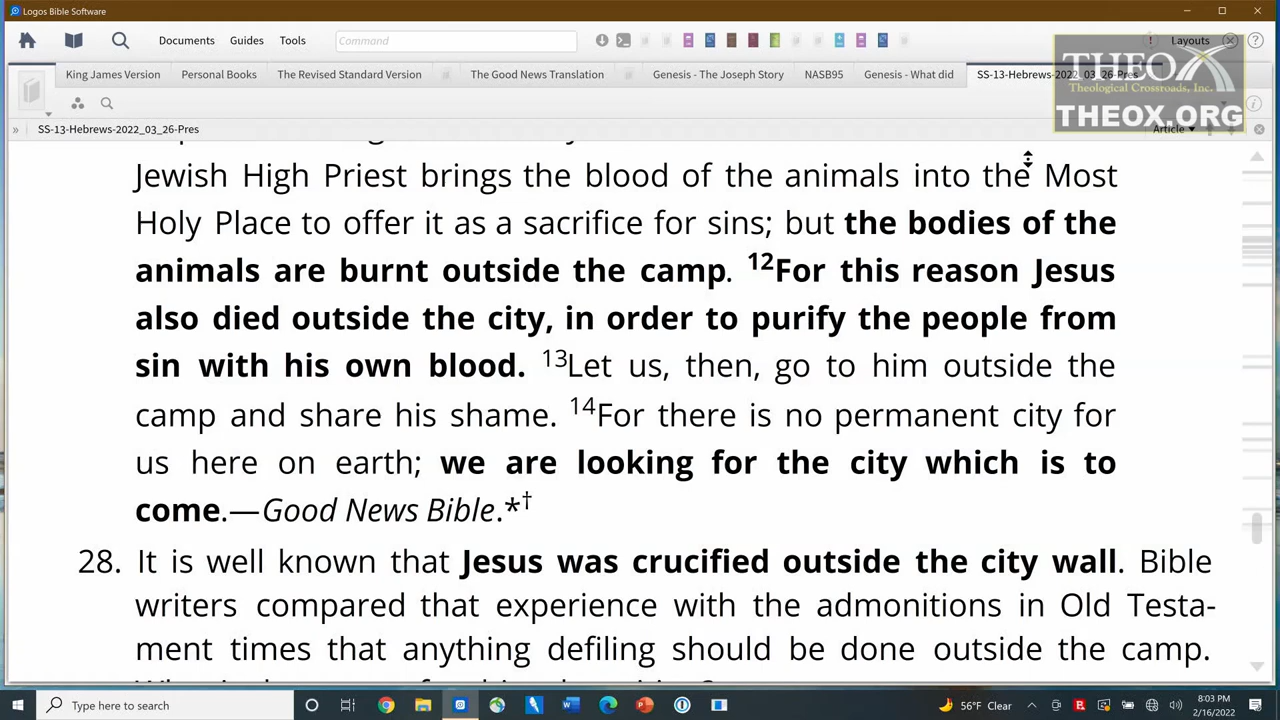 Logos Bible Software
Documents Guides Tools Command Layouts
King James Version Personal Books The Revised Standard Version The Good News Translation Genesis - The Joseph Story NASB95 Genesis - What did SS-13-Hebrews-2022_03_26-Pres
THEOX
Theological Crossroads, Inc.
THEOX.ORG
» SS-13-Hebrews-2022_03_26-Pres Article
Jewish High Priest brings the blood of the animals into the Most
Holy Place to offer it as a sacrifice for sins; but the bodies of the
animals are burnt outside the camp. ¹²For this reason Jesus
also died outside the city, in order to purify the people from
sin with his own blood. ¹³Let us, then, go to him outside the
camp and share his shame. ¹⁴For there is no permanent city for
us here on earth; we are looking for the city which is to
come.—Good News Bible.*†
28. It is well known that Jesus was crucified outside the city wall. Bible
writers compared that experience with the admonitions in Old Testa-
ment times that anything defiling should be done outside the camp.
Type here to search 56°F Clear 8:03 PM
2/16/2022